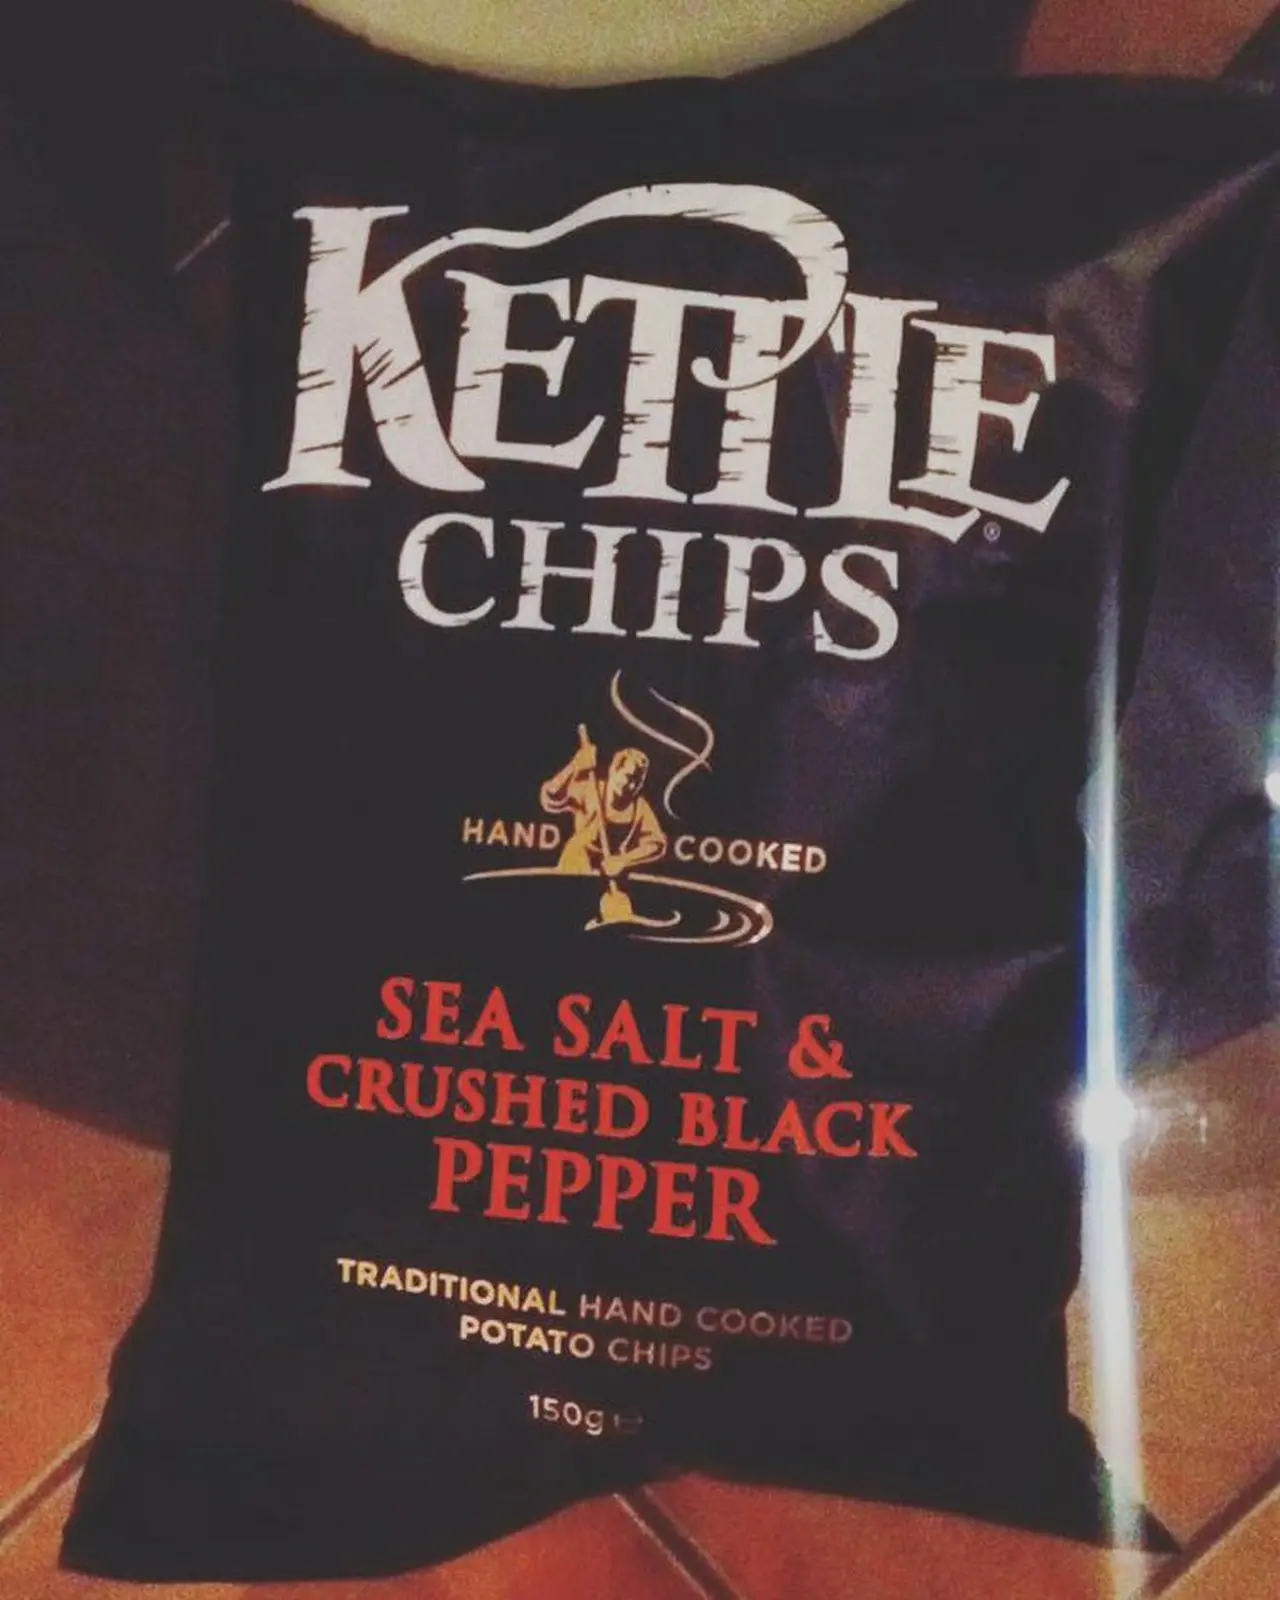 KETTLE
CHIPS
HAND COOKED
SEA SALT &
CRUSHED BLACK
PEPPER
TRADITIONAL HAND COOKED
POTATO CHIPS
150g ℮